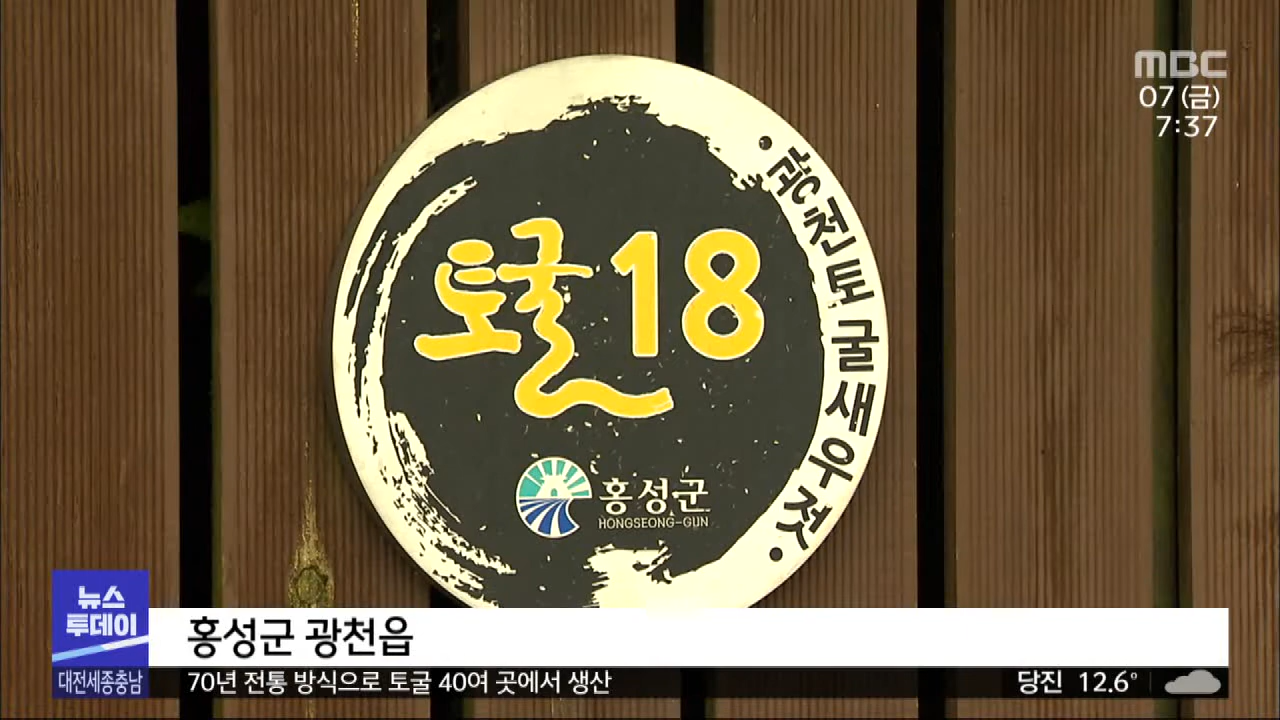 MBC
07 (금)
7:37
토굴 18
• 광천토굴새우젓 •
홍성군
HONGSEONG-GUN
뉴스
투데이
홍성군 광천읍
대전세종충남
70년 전통 방식으로 토굴 40여 곳에서 생산
당진 12.6°